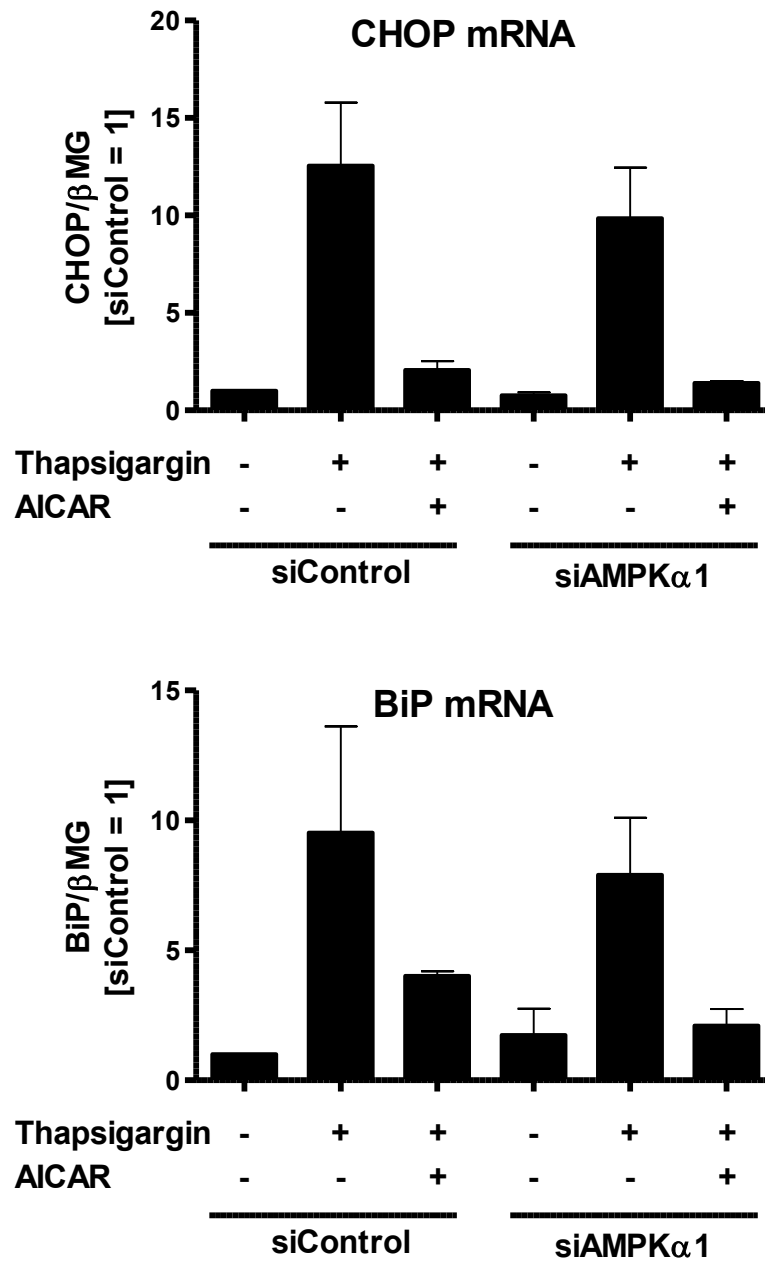 CHOP mRNA
CHOP/βMG
[siControl = 1]
20
15
10
5
0
Thapsigargin - + + - + +
AICAR - - + - - +
siControl siAMPKα1
BiP mRNA
BiP/βMG
[siControl = 1]
15
10
5
0
Thapsigargin - + + - + +
AICAR - - + - - +
siControl siAMPKα1